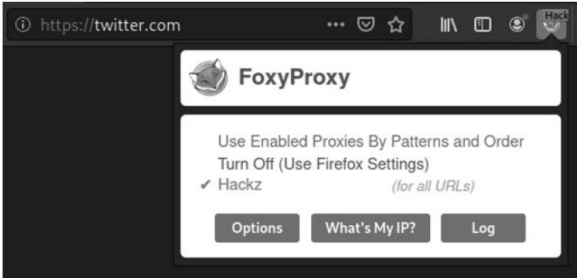 https://twitter.com
Hack
FoxyProxy
Use Enabled Proxies By Patterns and Order
Turn Off (Use Firefox Settings)
✔ Hackz (for all URLs)
Options What's My IP? Log